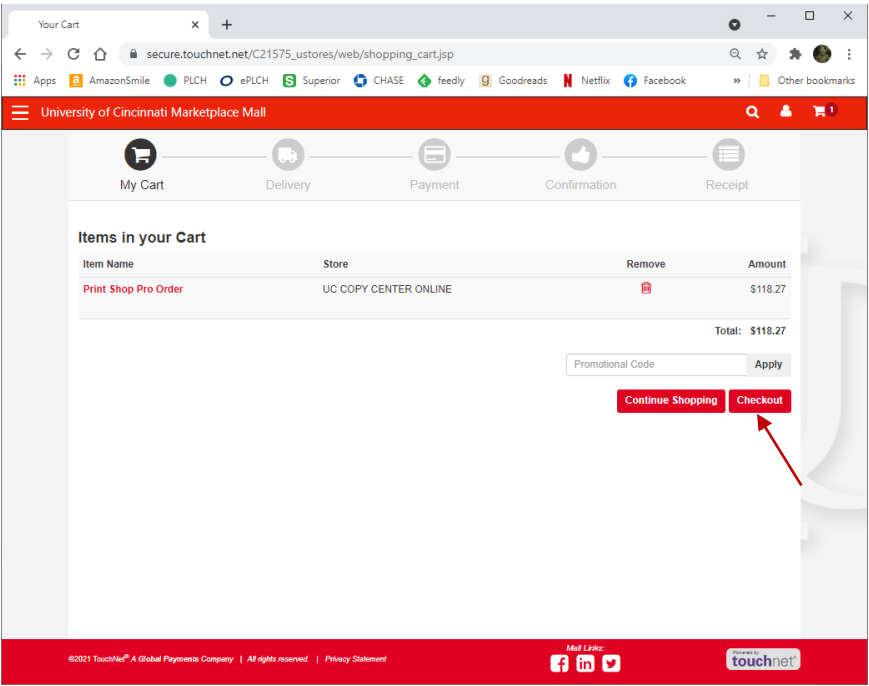 Your Cart
secure.touchnet.net/C21575_ustores/web/shopping_cart.jsp
Apps AmazonSmile PLCH ePLCH Superior CHASE feedly Goodreads Netflix Facebook » Other bookmarks
University of Cincinnati Marketplace Mall 1
My Cart Delivery Payment Confirmation Receipt
Items in your Cart
Item Name Store Remove Amount
Print Shop Pro Order UC COPY CENTER ONLINE $118.27
Total: $118.27
Promotional Code Apply
Continue Shopping Checkout
Mall Links:
©2021 TouchNet® A Global Payments Company | All rights reserved. | Privacy Statement
Powered by
touchnet®